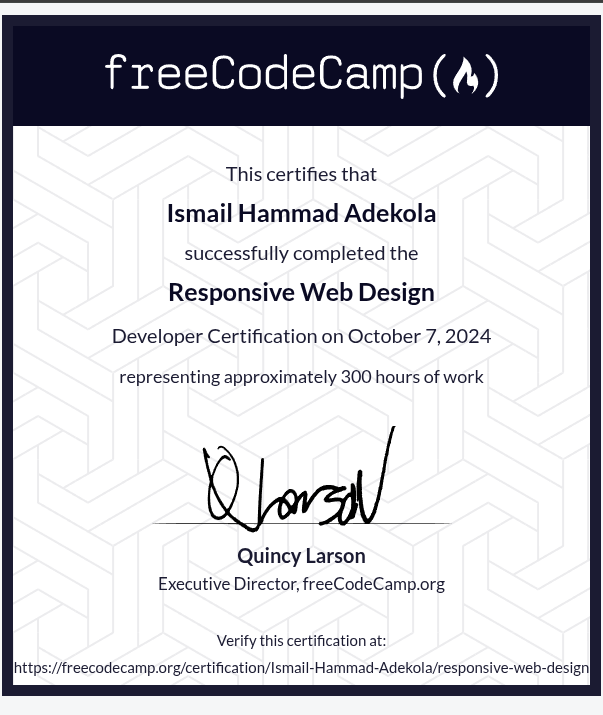 freeCodeCamp
This certifies that
Ismail Hammad Adekola
successfully completed the
Responsive Web Design
Developer Certification on October 7, 2024
representing approximately 300 hours of work
Quincy Larson
Executive Director, freeCodeCamp.org
Verify this certification at:
https://freecodecamp.org/certification/Ismail-Hammad-Adekola/responsive-web-design